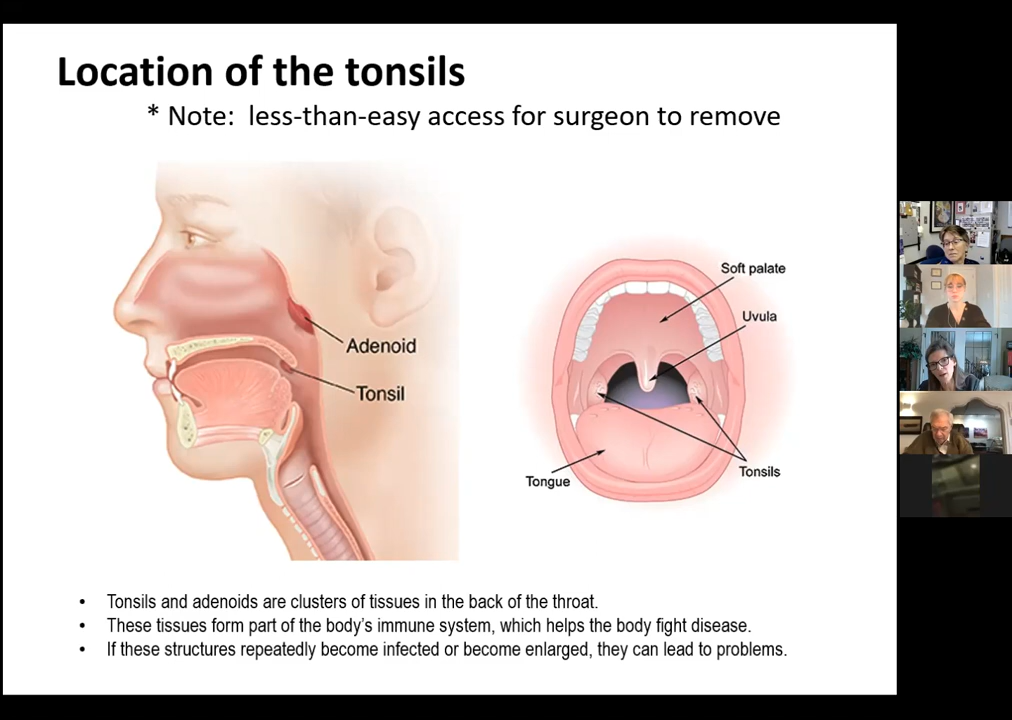 Location of the tonsils
* Note: less-than-easy access for surgeon to remove
Adenoid
Tonsil
Soft palate
Uvula
Tonsils
Tongue
• Tonsils and adenoids are clusters of tissues in the back of the throat.
• These tissues form part of the body's immune system, which helps the body fight disease.
• If these structures repeatedly become infected or become enlarged, they can lead to problems.